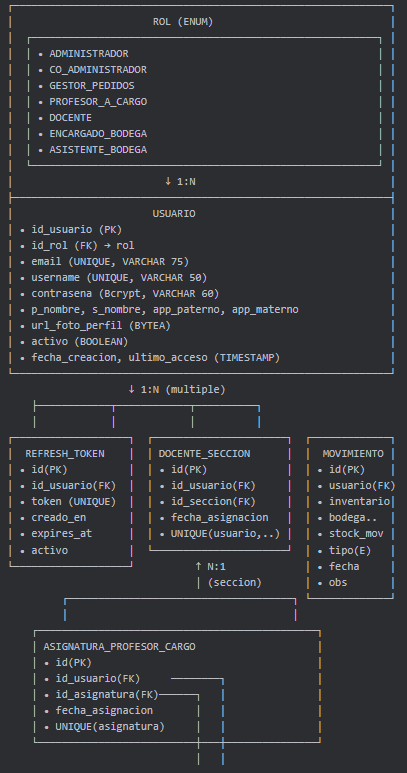 ROL (ENUM)
• ADMINISTRADOR
• CO_ADMINISTRADOR
• GESTOR_PEDIDOS
• PROFESOR_A_CARGO
• DOCENTE
• ENCARGADO_BODEGA
• ASISTENTE_BODEGA
↓ 1:N
USUARIO
• id_usuario (PK)
• id_rol (FK) → rol
• email (UNIQUE, VARCHAR 75)
• username (UNIQUE, VARCHAR 50)
• contrasena (Bcrypt, VARCHAR 60)
• p_nombre, s_nombre, app_paterno, app_materno
• url_foto_perfil (BYTEA)
• activo (BOOLEAN)
• fecha_creacion, ultimo_acceso (TIMESTAMP)
↓ 1:N (multiple)
REFRESH_TOKEN
• id(PK)
• id_usuario(FK)
• token (UNIQUE)
• creado_en
• expires_at
• activo
DOCENTE_SECCION
• id(PK)
• id_usuario(FK)
• id_seccion(FK)
• fecha_asignacion
• UNIQUE(usuario,..)
MOVIMIENTO
• id(PK)
• usuario(FK)
• inventario
• bodega..
• stock_mov
• tipo(E)
• fecha
• obs
↑ N:1
(seccion)
ASIGNATURA_PROFESOR_CARGO
• id(PK)
• id_usuario(FK)
• id_asignatura(FK)
• fecha_asignacion
• UNIQUE(asignatura)